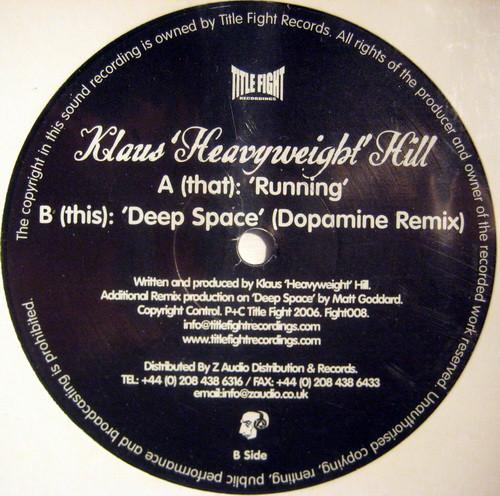 The copyright in this sound recording is owned by Title Fight Records. All rights of the producer and owner of the recorded work reserved. Unauthorised copying, renting, public performance and broadcasting is prohibited.
TITLE FIGHT
RECORDINGS
Klaus 'Heavyweight' Hill
A (that): 'Running'
B (this): 'Deep Space' (Dopamine Remix)
Written and produced by Klaus 'Heavyweight' Hill.
Additional Remix production on 'Deep Space' by Matt Goddard.
Copyright Control. P+C Title Fight 2006. Fight008.
info@titlefightrecordings.com
www.titlefightrecordings.com
Distributed By Z Audio Distribution & Records.
TEL: +44 (0) 208 438 6316 / FAX: +44 (0) 208 438 6433
email:info@zaudio.co.uk
B Side